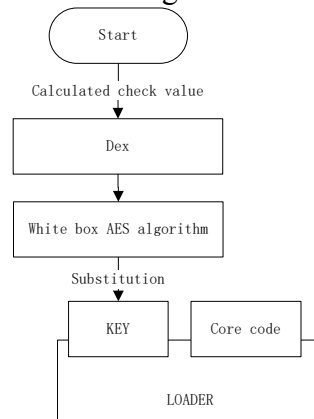 Start
Calculated check value
Dex
White box AES algorithm
Substitution
KEY Core code
LOADER